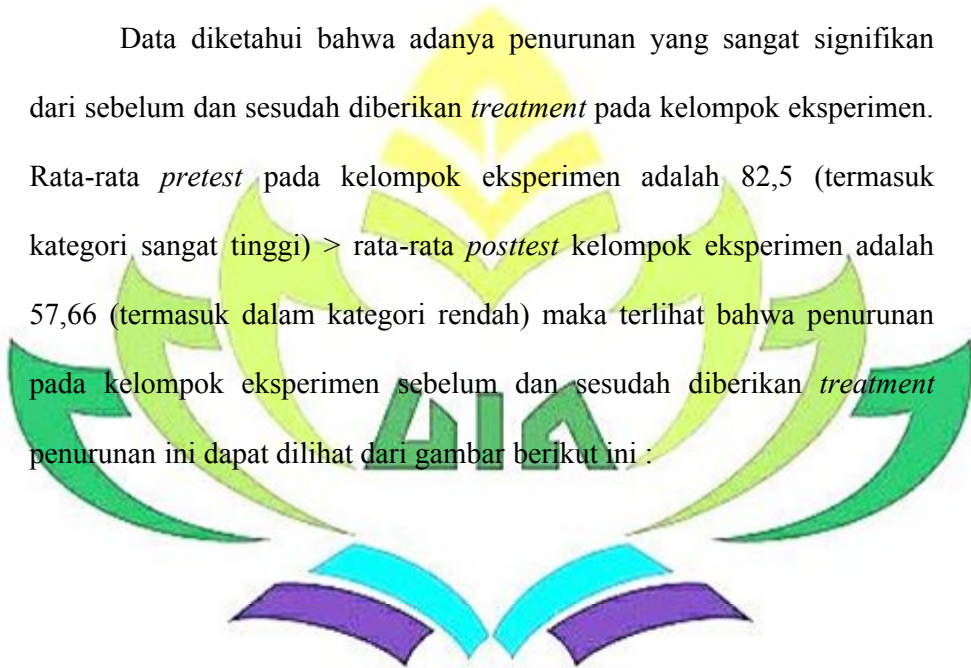 Data diketahui bahwa adanya penurunan yang sangat signifikan
dari sebelum dan sesudah diberikan treatment pada kelompok eksperimen.
Rata-rata pretest pada kelompok eksperimen adalah 82,5 (termasuk
kategori sangat tinggi) > rata-rata posttest kelompok eksperimen adalah
57,66 (termasuk dalam kategori rendah) maka terlihat bahwa penurunan
pada kelompok eksperimen sebelum dan sesudah diberikan treatment
penurunan ini dapat dilihat dari gambar berikut ini :